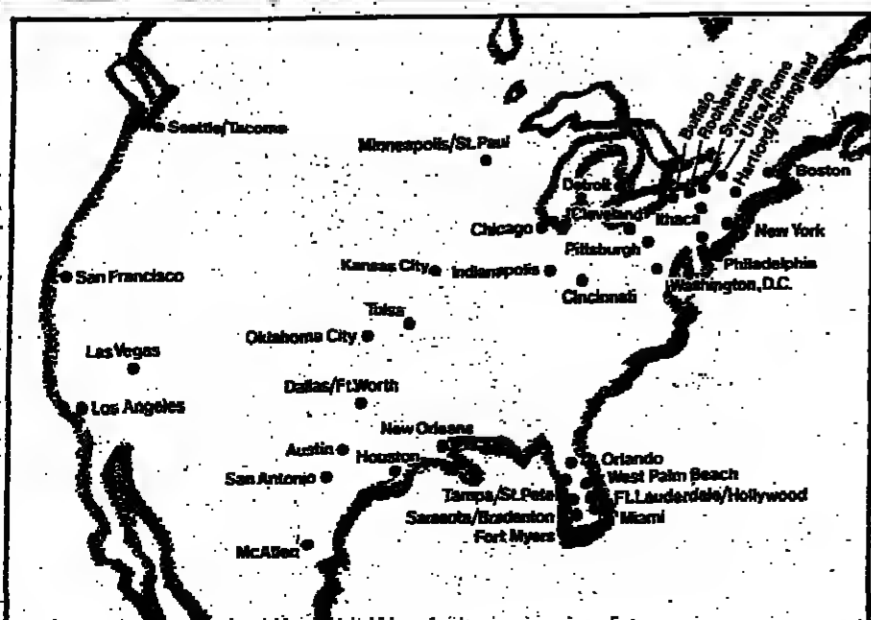 Buffalo
Rochester
Syracuse
Utica/Rome
Hartford/Springfield
Seattle/Tacoma
Minneapolis/St. Paul
Boston
Detroit
Cleveland
Ithaca
Chicago
New York
Pittsburgh
Philadelphia
San Francisco
Kansas City
Indianapolis
Washington, D.C.
Cincinnati
Tulsa
Oklahoma City
Las Vegas
Dallas/Ft.Worth
Los Angeles
New Orleans
Austin
Houston
Orlando
San Antonio
West Palm Beach
Tampa/St.Pete
Ft.Lauderdale/Hollywood
Sarasota/Bradenton
Miami
Fort Myers
McAllen